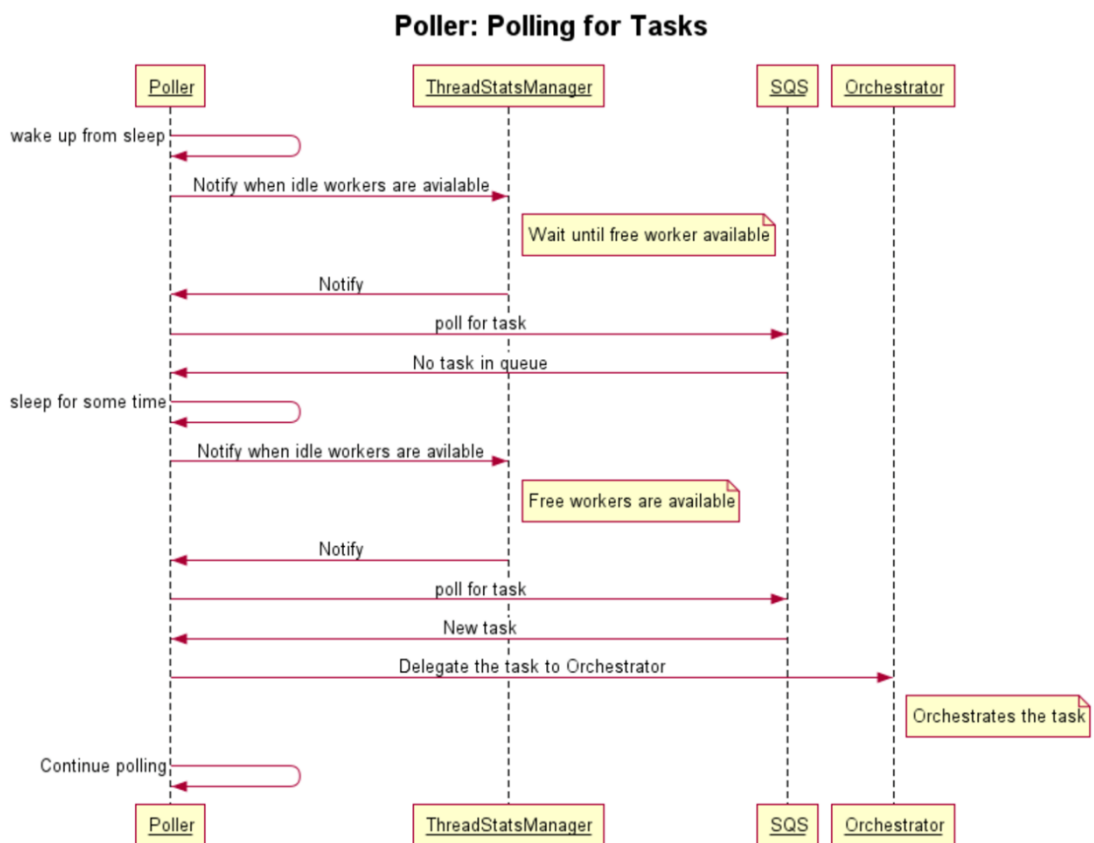 Poller: Polling for Tasks
Poller ThreadStatsManager SQS Orchestrator
wake up from sleep
Notify when idle workers are avialable
Wait until free worker available
Notify
poll for task
No task in queue
sleep for some time
Notify when idle workers are avilable
Free workers are available
Notify
poll for task
New task
Delegate the task to Orchestrator
Orchestrates the task
Continue polling
Poller ThreadStatsManager SQS Orchestrator